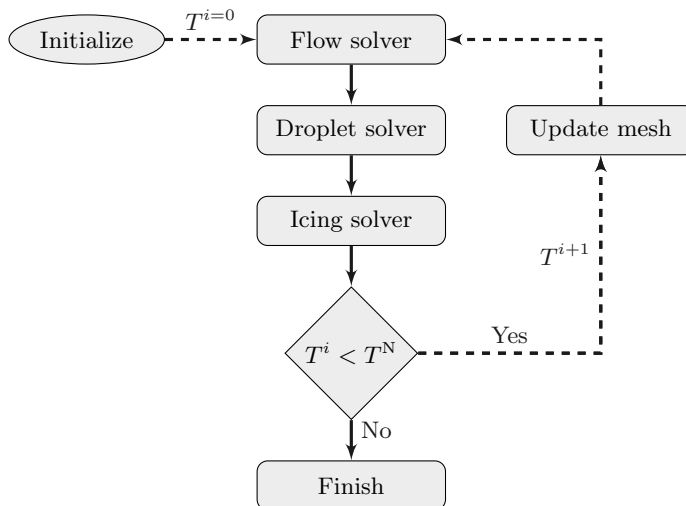 T^{i=0}
Initialize
Flow solver
Droplet solver
Update mesh
Icing solver
T^{i+1}
Yes
T^i < T^N
No
Finish